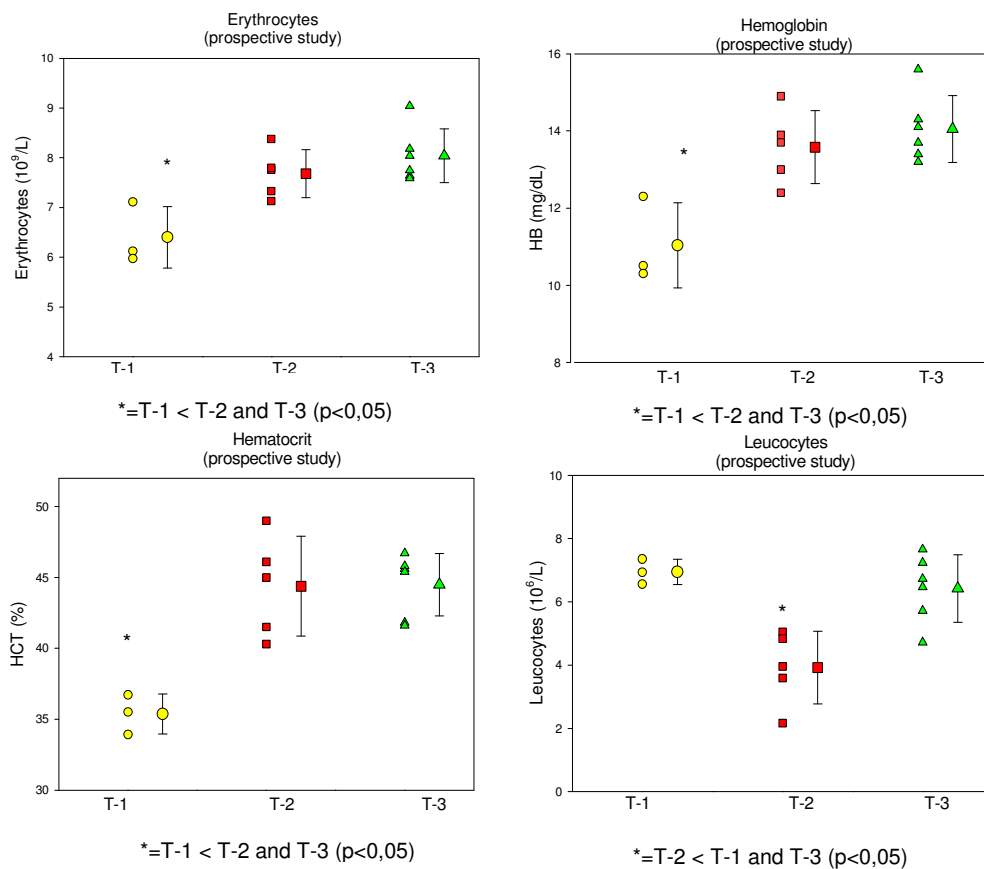 Erythrocytes
(prospective study)
10
9
8
7
6
5
4
Erythrocytes (10⁹/L)
*
T-1 T-2 T-3
*=T-1 < T-2 and T-3 (p<0,05)
Hemoglobin
(prospective study)
16
14
12
10
8
HB (mg/dL)
*
T-1 T-2 T-3
*=T-1 < T-2 and T-3 (p<0,05)
Hematocrit
(prospective study)
50
45
40
35
30
HCT (%)
*
T-1 T-2 T-3
*=T-1 < T-2 and T-3 (p<0,05)
Leucocytes
(prospective study)
10
8
6
4
2
0
Leucocytes (10⁶/L)
*
T-1 T-2 T-3
*=T-2 < T-1 and T-3 (p<0,05)